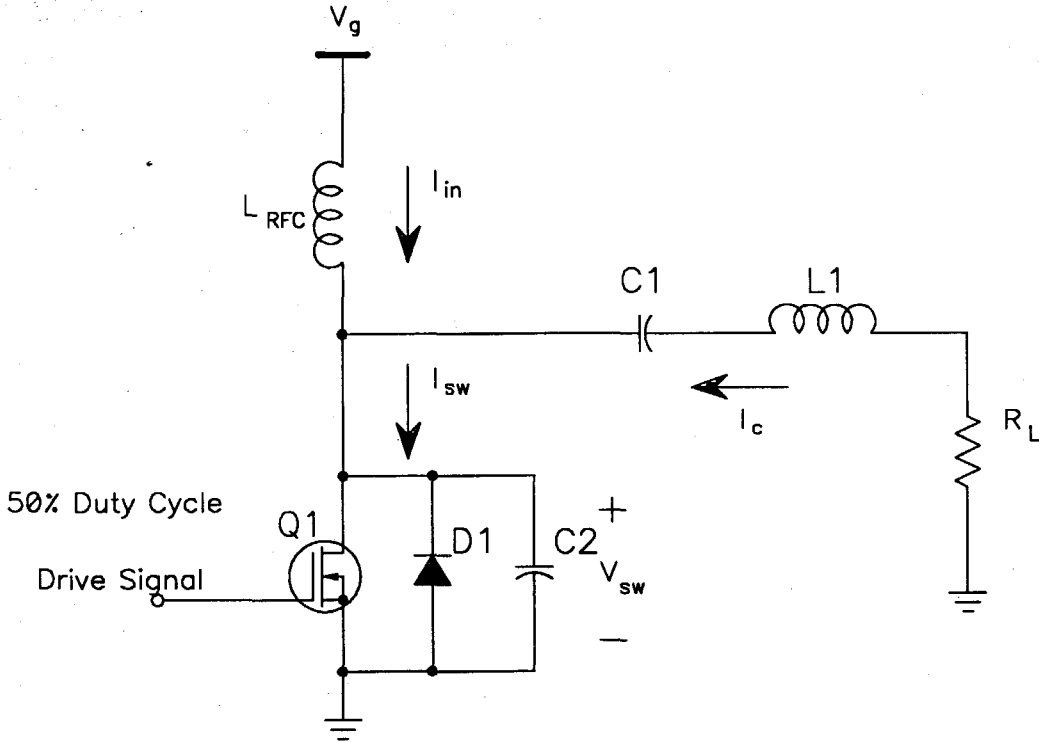 Vg
Iin
LRFC
C1
L1
Isw
Ic
RL
50% Duty Cycle
Q1
D1
C2
+
Vsw
−
Drive Signal